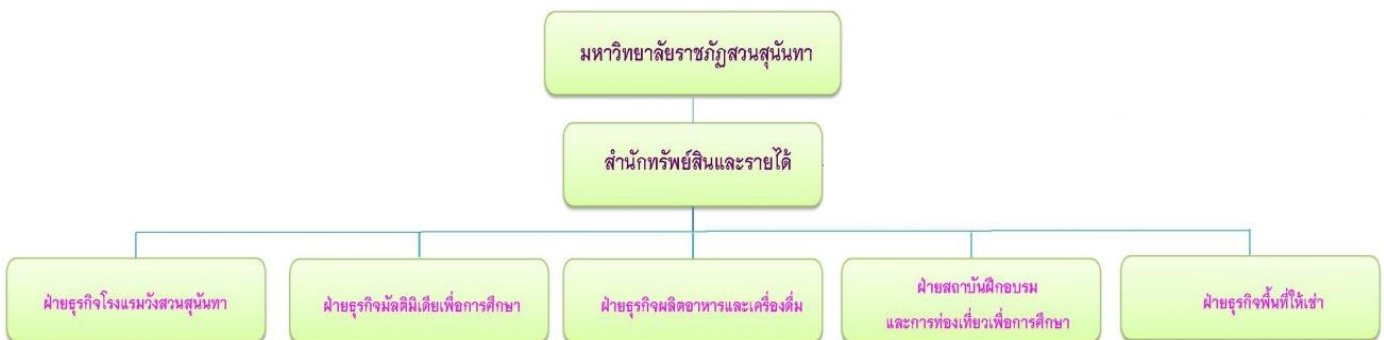 มหาวิทยาลัยราชภัฏสวนสุนันทา
สำนักทรัพย์สินและรายได้
ฝ่ายธุรกิจโรงแรมวังสวนสุนันทา
ฝ่ายธุรกิจมัลติมิเดียเพื่อการศึกษา
ฝ่ายธุรกิจผลิตอาหารและเครื่องดื่ม
ฝ่ายสถาบันฝึกอบรม
และการท่องเที่ยวเพื่อการศึกษา
ฝ่ายธุรกิจพื้นที่ให้เช่า